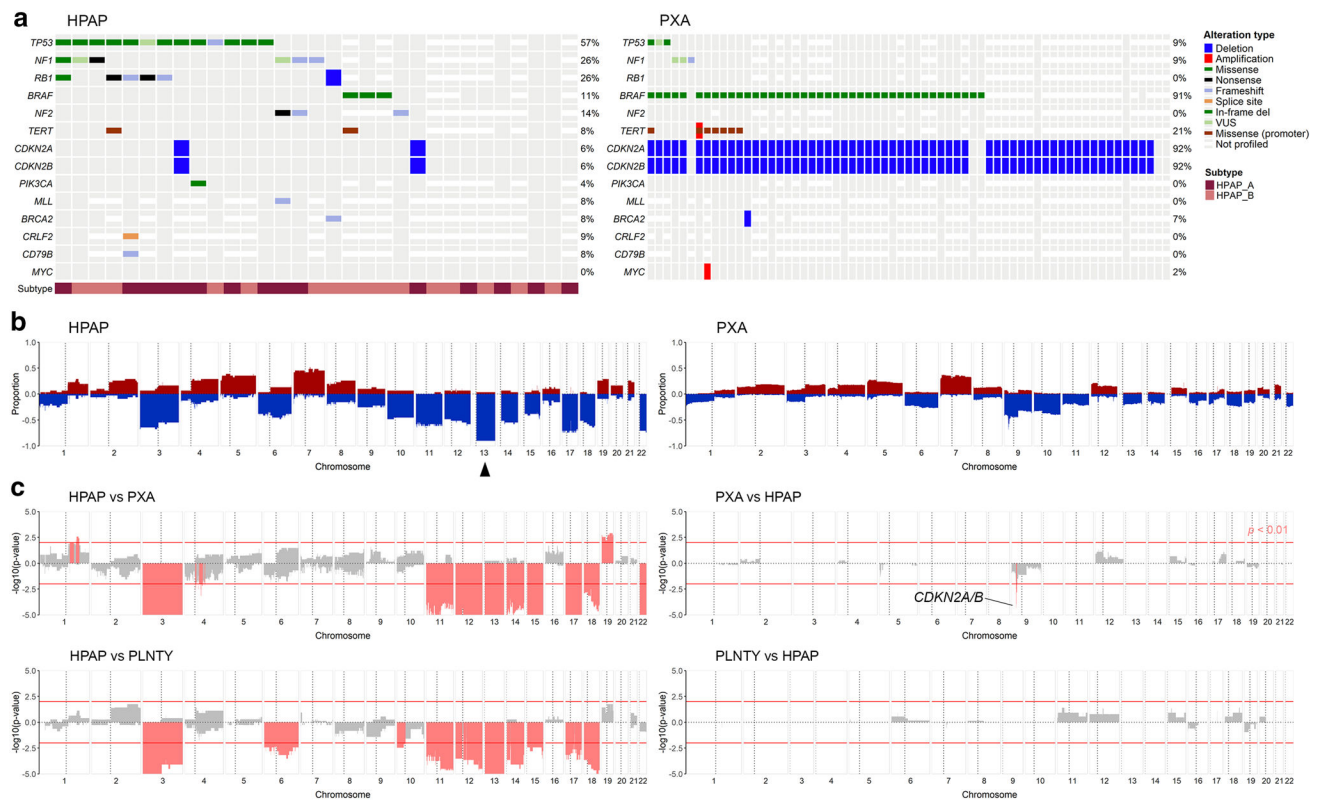 a
HPAP
PXA
TP53 57%
NF1 26%
RB1 26%
BRAF 11%
NF2 14%
TERT 8%
CDKN2A 6%
CDKN2B 6%
PIK3CA 4%
MLL 8%
BRCA2 8%
CRLF2 9%
CD79B 8%
MYC 0%
Subtype
TP53 9%
NF1 9%
RB1 0%
BRAF 91%
NF2 0%
TERT 21%
CDKN2A 92%
CDKN2B 92%
PIK3CA 0%
MLL 0%
BRCA2 7%
CRLF2 0%
CD79B 0%
MYC 2%
Alteration type
Deletion
Amplification
Missense
Nonsense
Frameshift
Splice site
In-frame del
VUS
Missense (promoter)
Not profiled
Subtype
HPAP_A
HPAP_B
b
HPAP
Proportion
1.0
0.5
0.0
-0.5
-1.0
1 2 3 4 5 6 7 8 9 10 11 12 13 14 15 16 17 18 19 20 21 22
Chromosome
PXA
Proportion
1.0
0.5
0.0
-0.5
-1.0
1 2 3 4 5 6 7 8 9 10 11 12 13 14 15 16 17 18 19 20 21 22
Chromosome
c
HPAP vs PXA
-log10(p-value)
5.0
2.5
0.0
-2.5
-5.0
1 2 3 4 5 6 7 8 9 10 11 12 13 14 15 16 17 18 19 20 21 22
Chromosome
PXA vs HPAP
p < 0.01
-log10(p-value)
5.0
2.5
0.0
-2.5
-5.0
CDKN2A/B
1 2 3 4 5 6 7 8 9 10 11 12 13 14 15 16 17 18 19 20 21 22
Chromosome
HPAP vs PLNTY
-log10(p-value)
5.0
2.5
0.0
-2.5
-5.0
1 2 3 4 5 6 7 8 9 10 11 12 13 14 15 16 17 18 19 20 21 22
Chromosome
PLNTY vs HPAP
-log10(p-value)
5.0
2.5
0.0
-2.5
-5.0
1 2 3 4 5 6 7 8 9 10 11 12 13 14 15 16 17 18 19 20 21 22
Chromosome